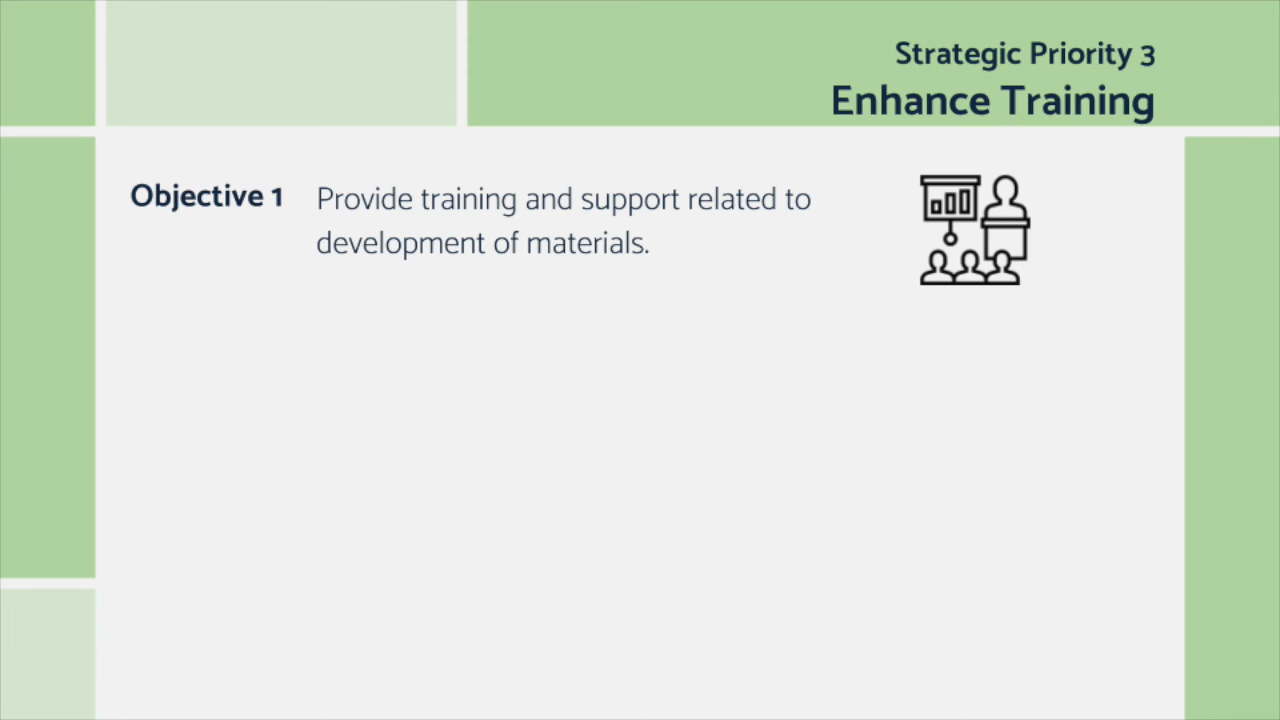 Strategic Priority 3
Enhance Training
Objective 1
Provide training and support related to
development of materials.